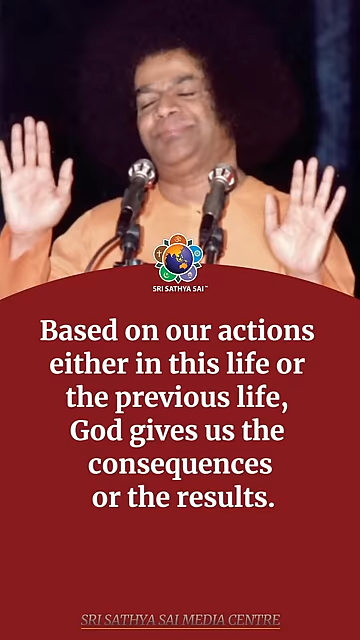 SRI SATHYA SAI™
Based on our actions
either in this life or
the previous life,
God gives us the
consequences
or the results.
SRI SATHYA SAI MEDIA CENTRE